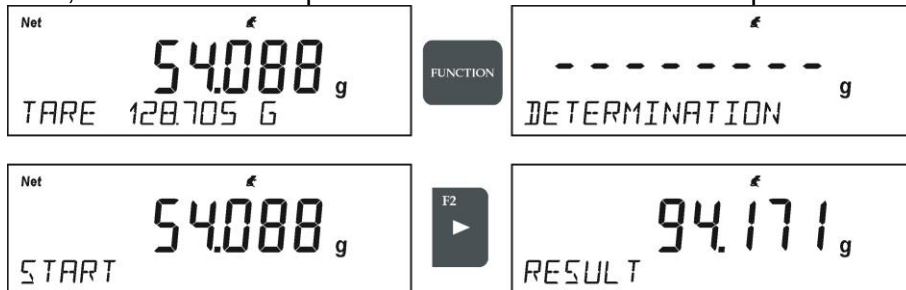 Net
54.088 g
TARE 128.705 G
FUNCTION
- - - - - - - -
g
DETERMINATION
Net
54.088 g
START
F2
94.171 g
RESULT